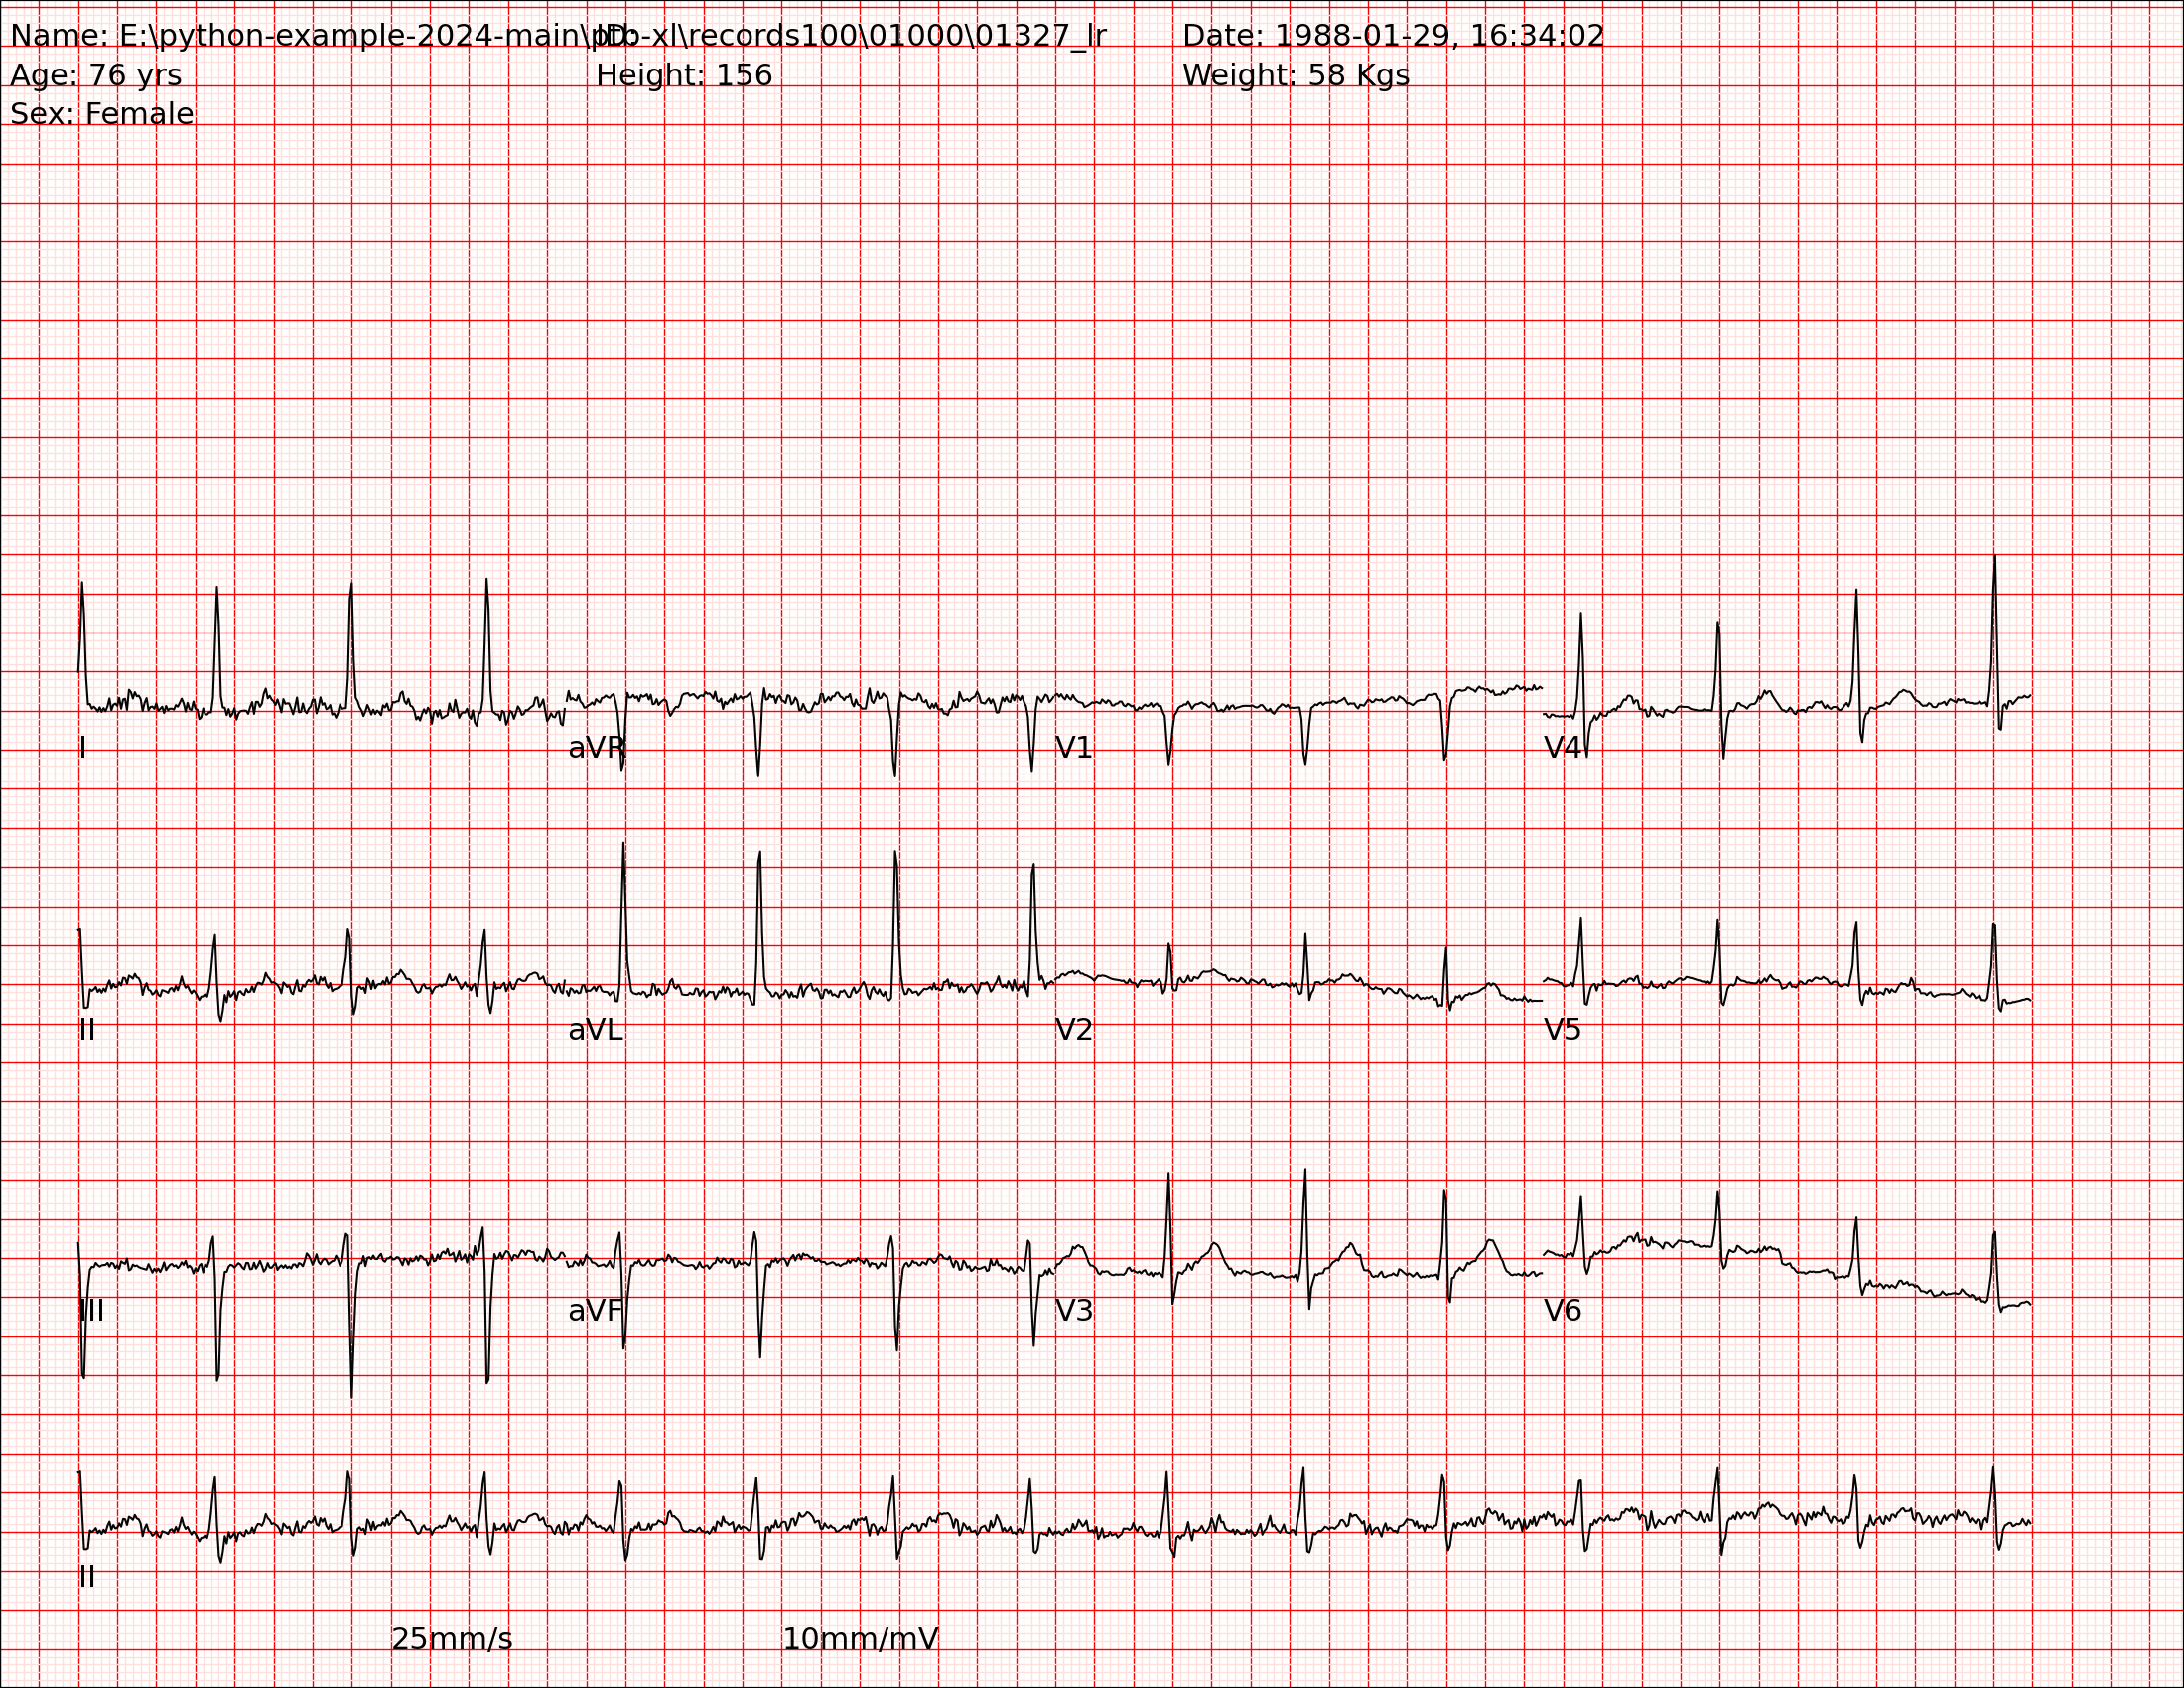 Name: E:\python-example-2024-main\ptb-xl\records100\01000\01327_lr ID: Date: 1988-01-29, 16:34:02
Age: 76 yrs Height: 156 Weight: 58 Kgs
Sex: Female
I aVR V1 V4
II aVL V2 V5
III aVF V3 V6
II
25mm/s 10mm/mV